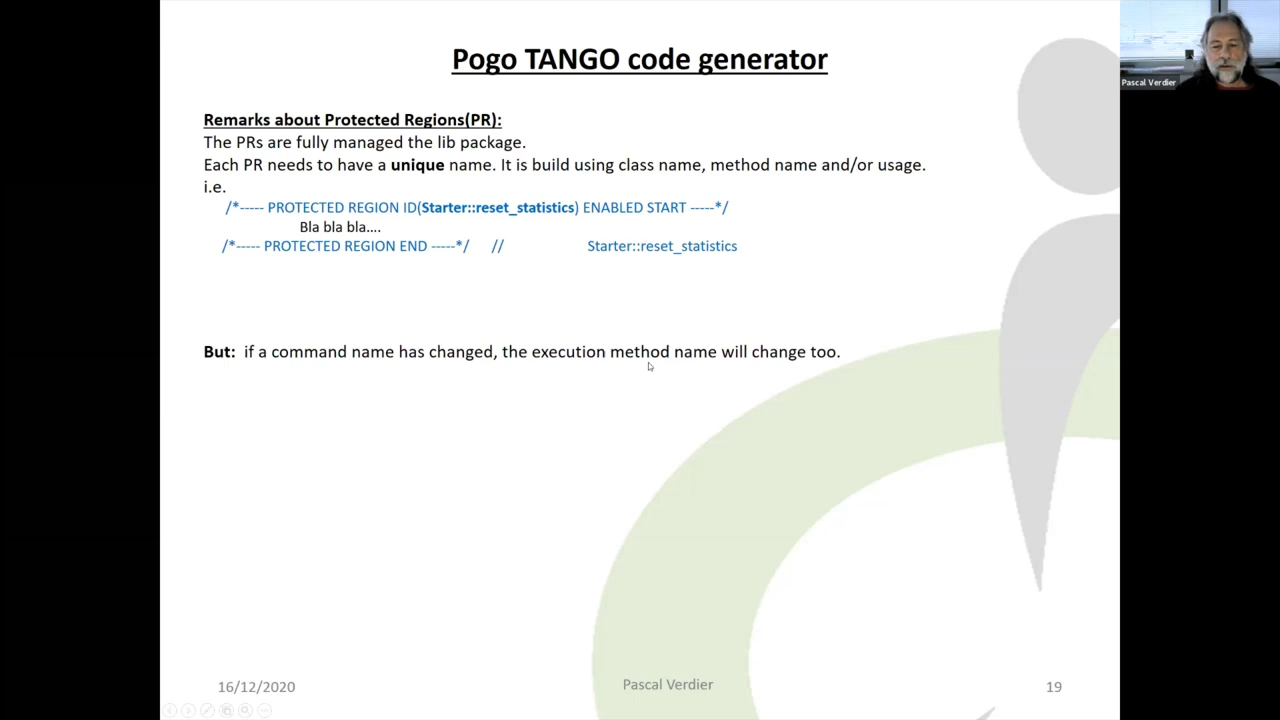 Pogo TANGO code generator
Pascal Verdier
Remarks about Protected Regions(PR):
The PRs are fully managed the lib package.
Each PR needs to have a unique name. It is build using class name, method name and/or usage.
i.e.
/*----- PROTECTED REGION ID(Starter::reset_statistics) ENABLED START -----*/
Bla bla bla....
/*----- PROTECTED REGION END -----*/ // Starter::reset_statistics
But: if a command name has changed, the execution method name will change too.
16/12/2020
Pascal Verdier
19